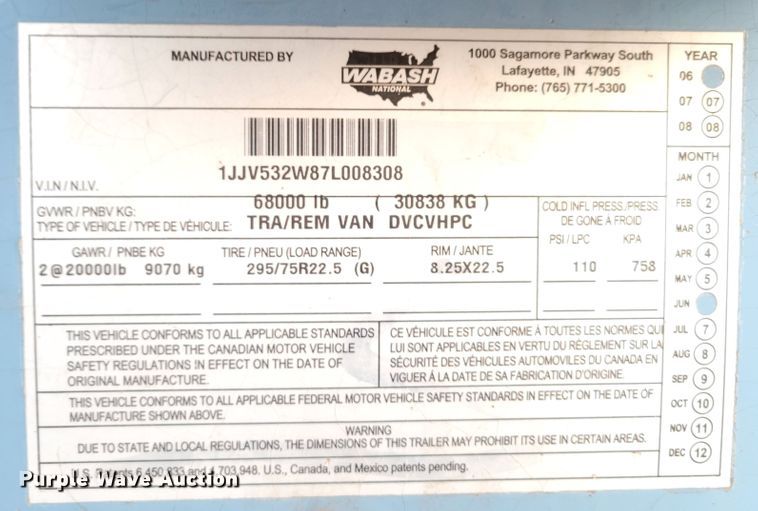 MANUFACTURED BY
WABASH
NATIONAL®
1000 Sagamore Parkway South
Lafayette, IN 47905
Phone: (765) 771-5300
YEAR
06
07 07
08 08
1JJV532W87L008308
V.I.N / N.I.V.
GVWR / PNBV KG: 68000 lb ( 30838 KG )
TYPE OF VEHICLE / TYPE DE VÉHICULE: TRA/REM VAN DVCVHPC
COLD INFL PRESS./PRESS.
DE GONE À FROID
PSI / LPC KPA
110 758
GAWR / PNBE KG TIRE / PNEU (LOAD RANGE) RIM / JANTE
2@20000lb 9070 kg 295/75R22.5 (G) 8.25X22.5
MONTH
JAN 1
FEB 2
MAR 3
APR 4
MAY 5
JUN
JUL 7
AUG 8
SEP 9
OCT 10
NOV 11
DEC 12
THIS VEHICLE CONFORMS TO ALL APPLICABLE STANDARDS
PRESCRIBED UNDER THE CANADIAN MOTOR VEHICLE
SAFETY REGULATIONS IN EFFECT ON THE DATE OF
ORIGINAL MANUFACTURE.
CE VÉHICULE EST CONFORME À TOUTES LES NORMES QUI
LUI SONT APPLICABLES EN VERTU DU RÈGLEMENT SUR LA
SÉCURITÉ DES VÉHICULES AUTOMOVILES DU CANADA EN
VIGUER À LA DATE DE SA FABRICATION D'ORIGINE.
THIS VEHICLE CONFORMS TO ALL APPLICABLE FEDERAL MOTOR VEHICLE SAFETY STANDARDS IN EFFECT ON THE DATE OF
MANUFACTURE SHOWN ABOVE.
WARNING
DUE TO STATE AND LOCAL REGULATIONS, THE DIMENSIONS OF THIS TRAILER MAY PROHIBIT ITS USE IN CERTAIN AREAS.
U.S. Patents 6,450,833 and 4,703,948. U.S., Canada, and Mexico patents pending.
Purple Wave Auction